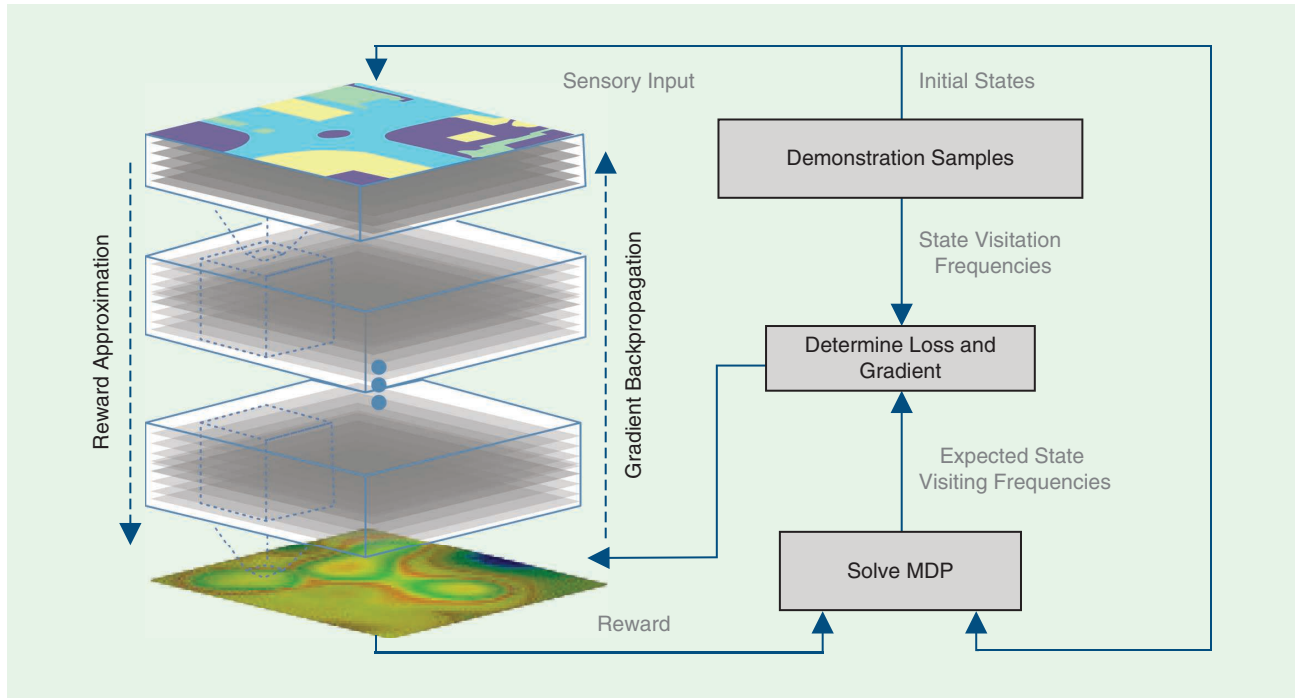 Sensory Input
Initial States
Demonstration Samples
State Visitation
Frequencies
Reward Approximation
Gradient Backpropagation
Determine Loss and
Gradient
Expected State
Visiting Frequencies
Solve MDP
Reward